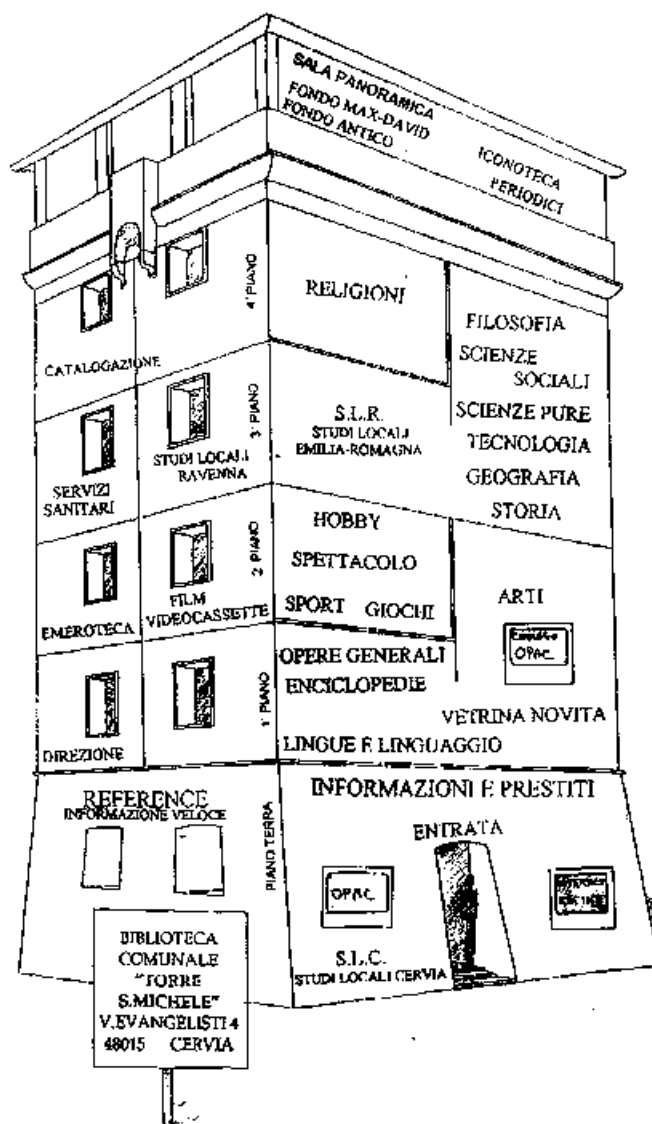 SALA PANORAMICA
FONDO MAX-DAVID
FONDO ANTICO
ICONOTECA
PERIODICI
4° PIANO
RELIGIONI
FILOSOFIA
SCIENZE
SOCIALI
SCIENZE PURE
TECNOLOGIA
GEOGRAFIA
STORIA
CATALOGAZIONE
3° PIANO
S.L.R.
STUDI LOCALI
EMILIA-ROMAGNA
STUDI LOCALI
RAVENNA
SERVIZI
SANITARI
2° PIANO
HOBBY
SPETTACOLO
SPORT GIOCHI
ARTI
FILM
VIDEOCASSETTE
EMEROTECA
OPAC
1° PIANO
OPERE GENERALI
ENCICLOPEDIE
VETRINA NOVITA
LINGUE E LINGUAGGIO
DIREZIONE
REFERENCE
INFORMAZIONE VELOCE
PIANO TERRA
INFORMAZIONI E PRESTITI
ENTRATA
OPAC
S.L.C.
STUDI LOCALI CERVIA
BIBLIOTECA
COMUNALE
"TORRE
S.MICHELE"
V.EVANGELISTI 4
48015 CERVIA